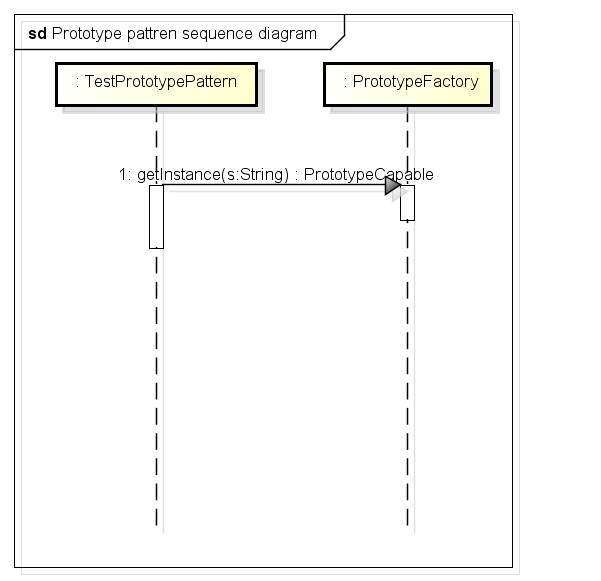 sd Prototype pattren sequence diagram
: TestPrototypePattern
: PrototypeFactory
1: getInstance(s:String) : PrototypeCapable